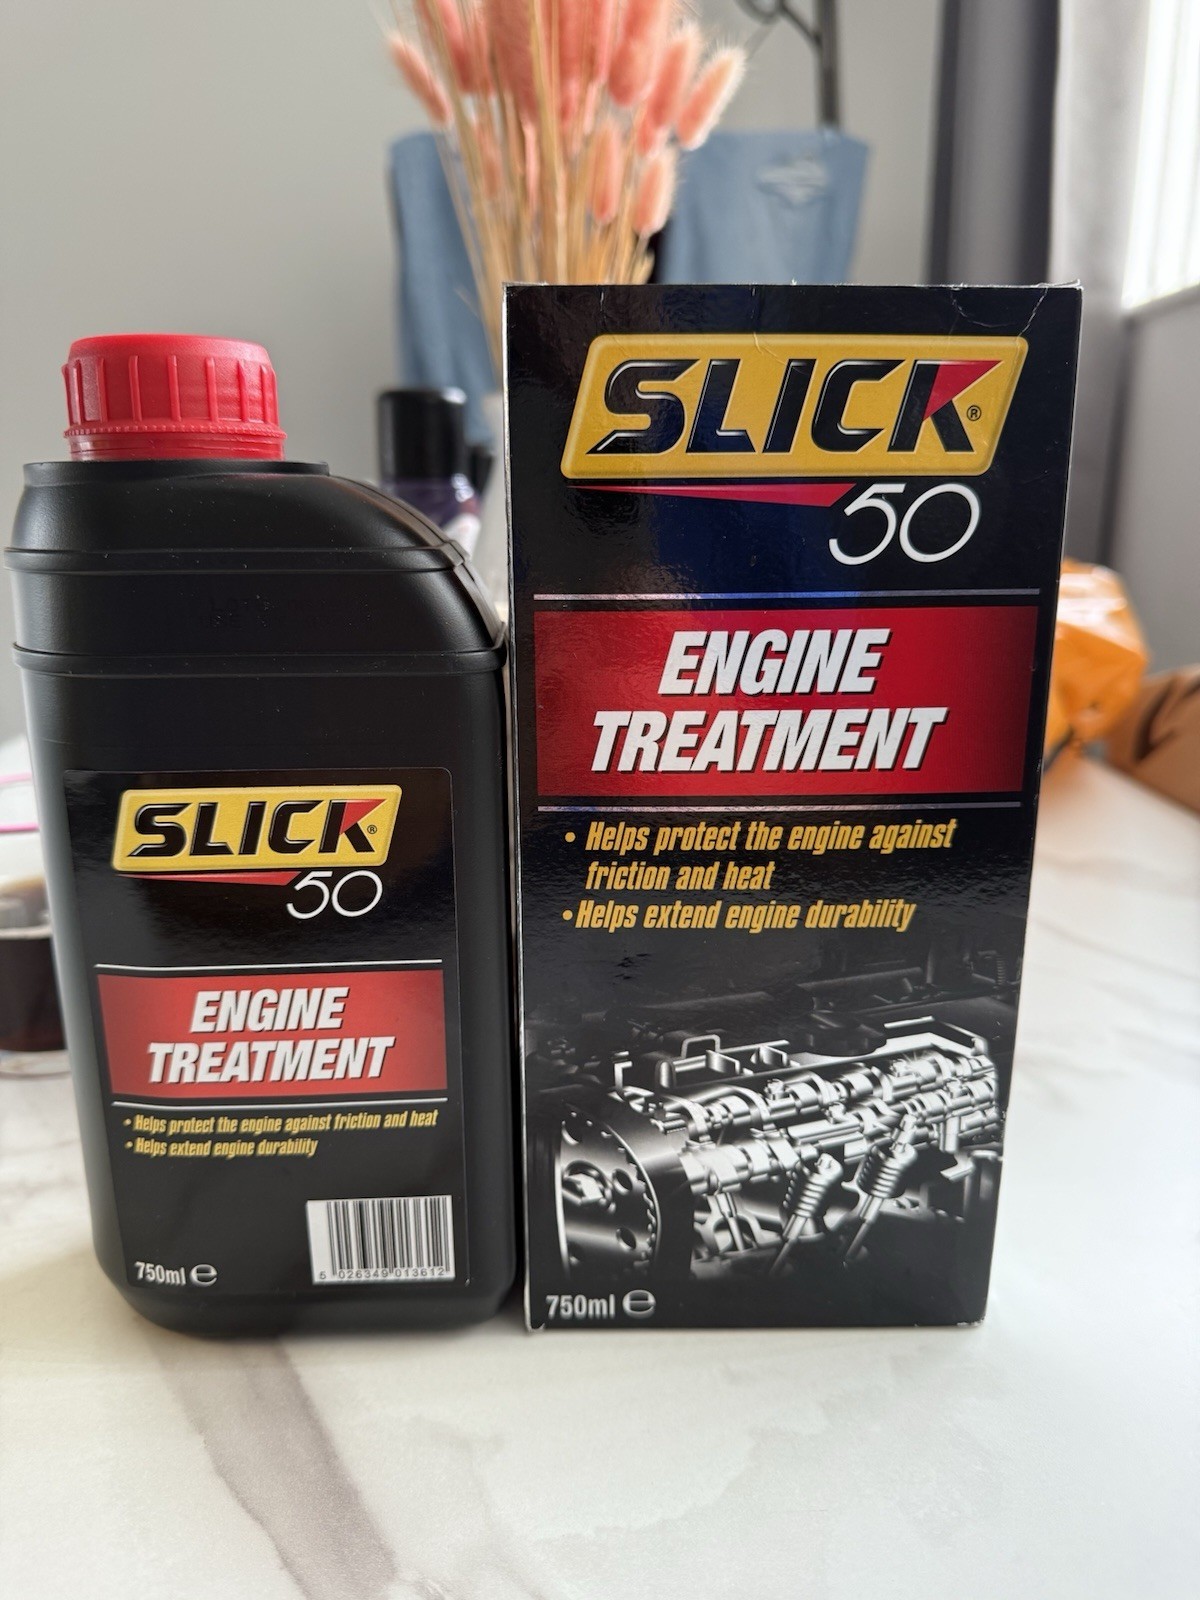 SLICK®
50
ENGINE
TREATMENT
• Helps protect the engine against friction and heat
• Helps extend engine durability
750ml ℮
5 026349 013612
SLICK®
50
ENGINE
TREATMENT
• Helps protect the engine against
friction and heat
• Helps extend engine durability
750ml ℮